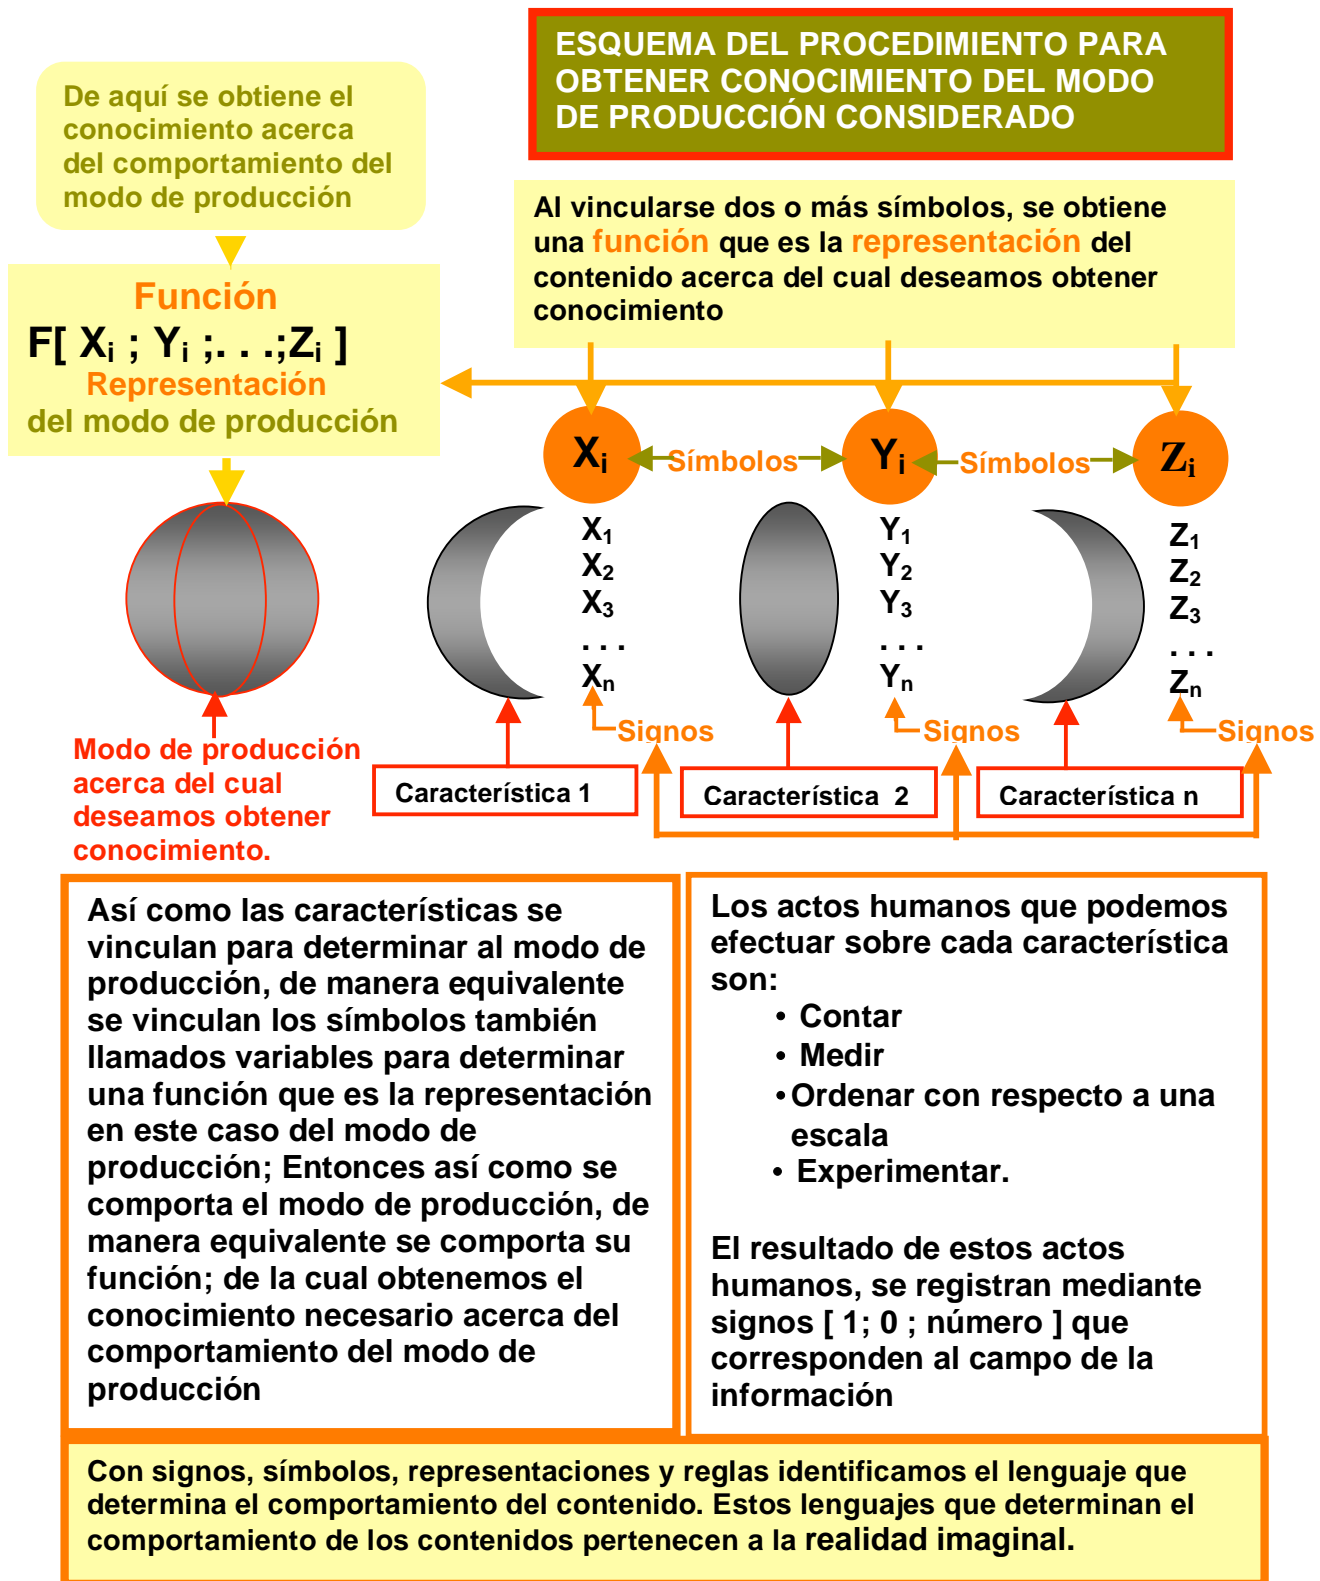 ESQUEMA DEL PROCEDIMIENTO PARA
OBTENER CONOCIMIENTO DEL MODO
DE PRODUCCIÓN CONSIDERADO
De aquí se obtiene el
conocimiento acerca
del comportamiento del
modo de producción
Al vincularse dos o más símbolos, se obtiene
una función que es la representación del
contenido acerca del cual deseamos obtener
conocimiento
Función
F[ Xi ; Yi ;. . .;Zi ]
Representación
del modo de producción
Xi
Símbolos
Yi
Símbolos
Zi
X1
X2
X3
. . .
Xn
Y1
Y2
Y3
. . .
Yn
Z1
Z2
Z3
. . .
Zn
Signos
Signos
Signos
Modo de producción
acerca del cual
deseamos obtener
conocimiento.
Característica 1
Característica 2
Característica n
Así como las características se
vinculan para determinar al modo de
producción, de manera equivalente
se vinculan los símbolos también
llamados variables para determinar
una función que es la representación
en este caso del modo de
producción; Entonces así como se
comporta el modo de producción, de
manera equivalente se comporta su
función; de la cual obtenemos el
conocimiento necesario acerca del
comportamiento del modo de
producción
Los actos humanos que podemos
efectuar sobre cada característica
son:
• Contar
• Medir
• Ordenar con respecto a una
escala
• Experimentar.
El resultado de estos actos
humanos, se registran mediante
signos [ 1; 0 ; número ] que
corresponden al campo de la
información
Con signos, símbolos, representaciones y reglas identificamos el lenguaje que
determina el comportamiento del contenido. Estos lenguajes que determinan el
comportamiento de los contenidos pertenecen a la realidad imaginal.